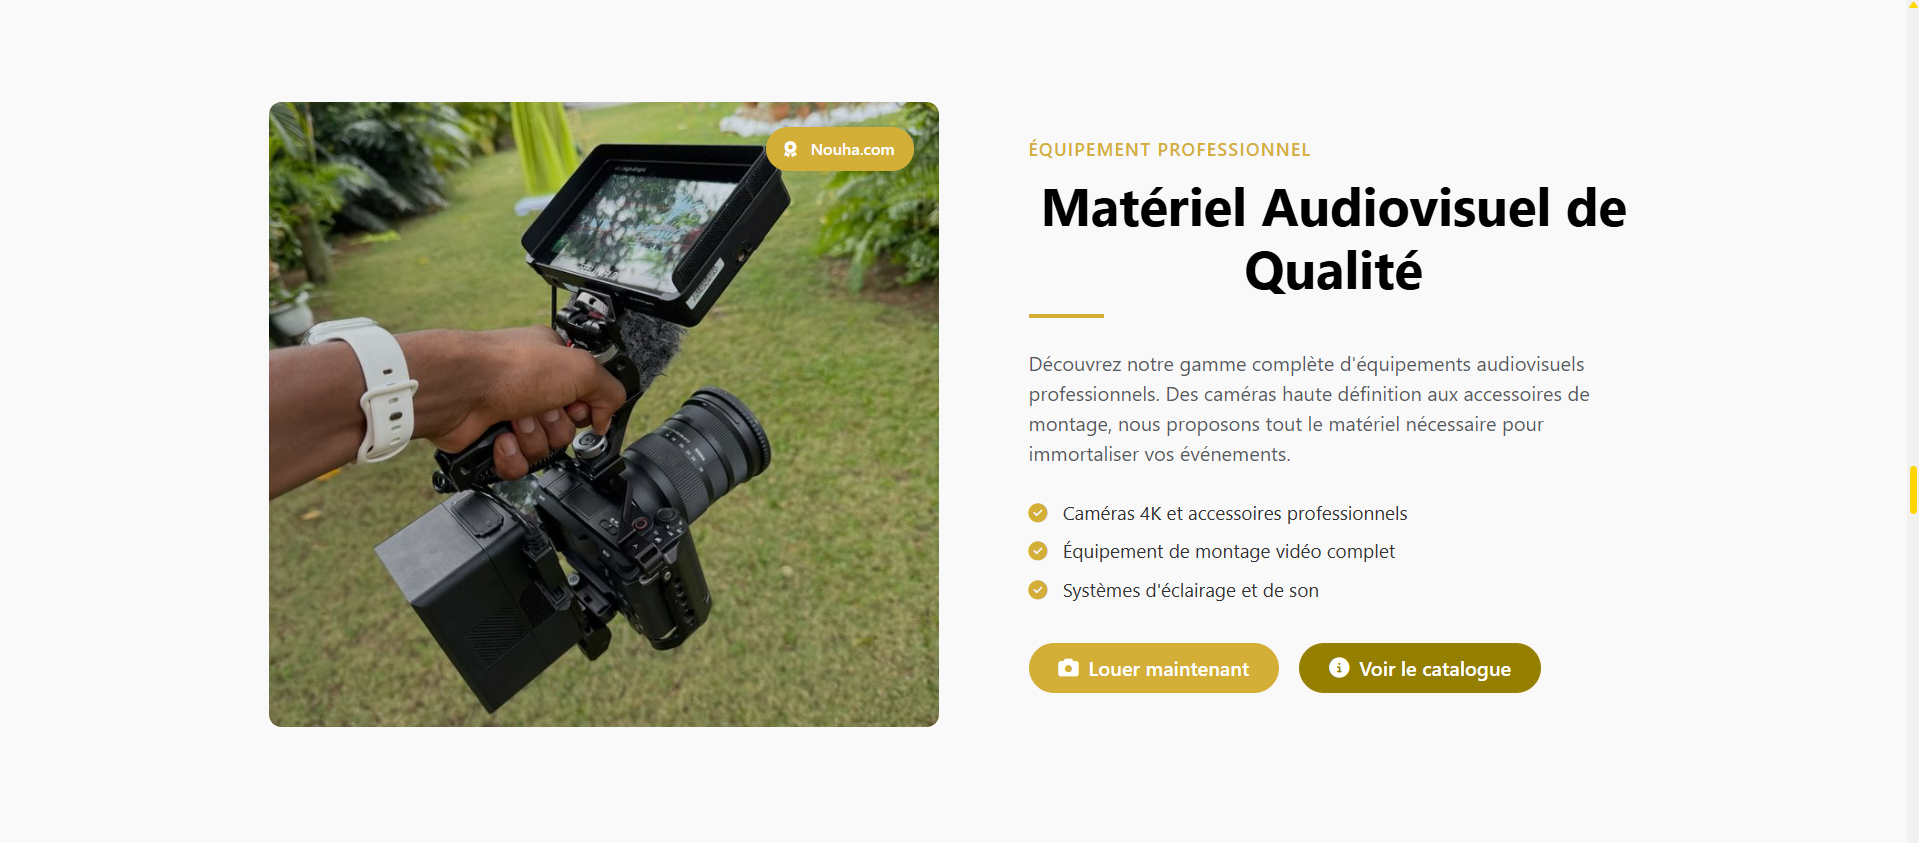 Nouha.com
ÉQUIPEMENT PROFESSIONNEL
Matériel Audiovisuel de
Qualité
Découvrez notre gamme complète d'équipements audiovisuels
professionnels. Des caméras haute définition aux accessoires de
montage, nous proposons tout le matériel nécessaire pour
immortaliser vos événements.
Caméras 4K et accessoires professionnels
Équipement de montage vidéo complet
Systèmes d'éclairage et de son
Louer maintenant
Voir le catalogue